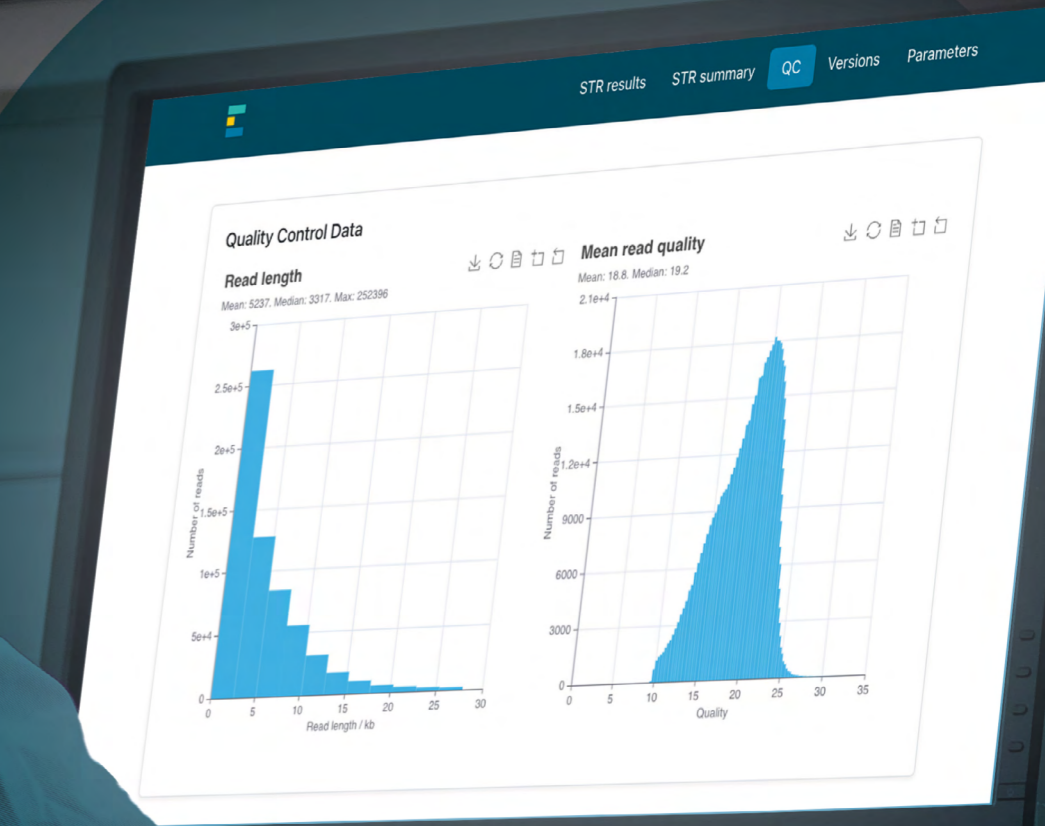 STR results STR summary QC Versions Parameters
Quality Control Data
Read length
Mean: 5237. Median: 3317. Max: 252396
3e+5
2.5e+5
2e+5
1.5e+5
1e+5
5e+4
0
Number of reads
0 5 10 15 20 25 30
Read length / kb
Mean read quality
Mean: 18.8. Median: 19.2
2.1e+4
1.8e+4
1.5e+4
1.2e+4
9000
6000
3000
0
Number of reads
0 5 10 15 20 25 30 35
Quality